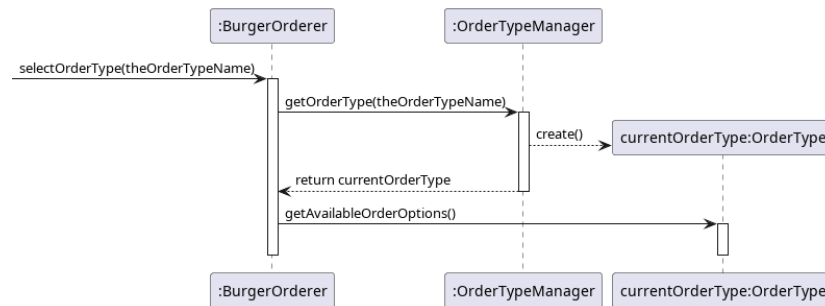 :BurgerOrderer
:OrderTypeManager
selectOrderType(theOrderTypeName)
getOrderType(theOrderTypeName)
create()
currentOrderType:OrderType
return currentOrderType
getAvailableOrderOptions()
:BurgerOrderer
:OrderTypeManager
currentOrderType:OrderType